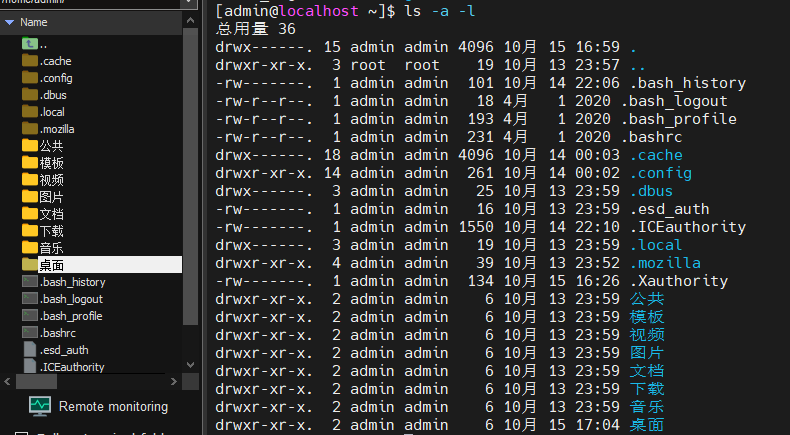 /home/admin/
Name
..
.cache
.config
.dbus
.local
.mozilla
公共
模板
视频
图片
文档
下载
音乐
桌面
.bash_history
.bash_logout
.bash_profile
.bashrc
.esd_auth
.ICEauthority
Remote monitoring
[admin@localhost ~]$ ls -a -l
总用量 36
drwx------. 15 admin admin 4096 10月 15 16:59 .
drwxr-xr-x.  3 root  root    19 10月 13 23:57 ..
-rw-------.  1 admin admin  101 10月 14 22:06 .bash_history
-rw-r--r--.  1 admin admin   18 4月   1 2020 .bash_logout
-rw-r--r--.  1 admin admin  193 4月   1 2020 .bash_profile
-rw-r--r--.  1 admin admin  231 4月   1 2020 .bashrc
drwx------. 18 admin admin 4096 10月 14 00:03 .cache
drwxr-xr-x. 14 admin admin  261 10月 14 00:02 .config
drwx------.  3 admin admin   25 10月 13 23:59 .dbus
-rw-------.  1 admin admin   16 10月 13 23:59 .esd_auth
-rw-------.  1 admin admin 1550 10月 14 22:10 .ICEauthority
drwx------.  3 admin admin   19 10月 13 23:59 .local
drwxr-xr-x.  4 admin admin   39 10月 13 23:52 .mozilla
-rw-------.  1 admin admin  134 10月 15 16:26 .Xauthority
drwxr-xr-x.  2 admin admin    6 10月 13 23:59 公共
drwxr-xr-x.  2 admin admin    6 10月 13 23:59 模板
drwxr-xr-x.  2 admin admin    6 10月 13 23:59 视频
drwxr-xr-x.  2 admin admin    6 10月 13 23:59 图片
drwxr-xr-x.  2 admin admin    6 10月 13 23:59 文档
drwxr-xr-x.  2 admin admin    6 10月 13 23:59 下载
drwxr-xr-x.  2 admin admin    6 10月 13 23:59 音乐
drwxr-xr-x.  2 admin admin    6 10月 15 17:04 桌面